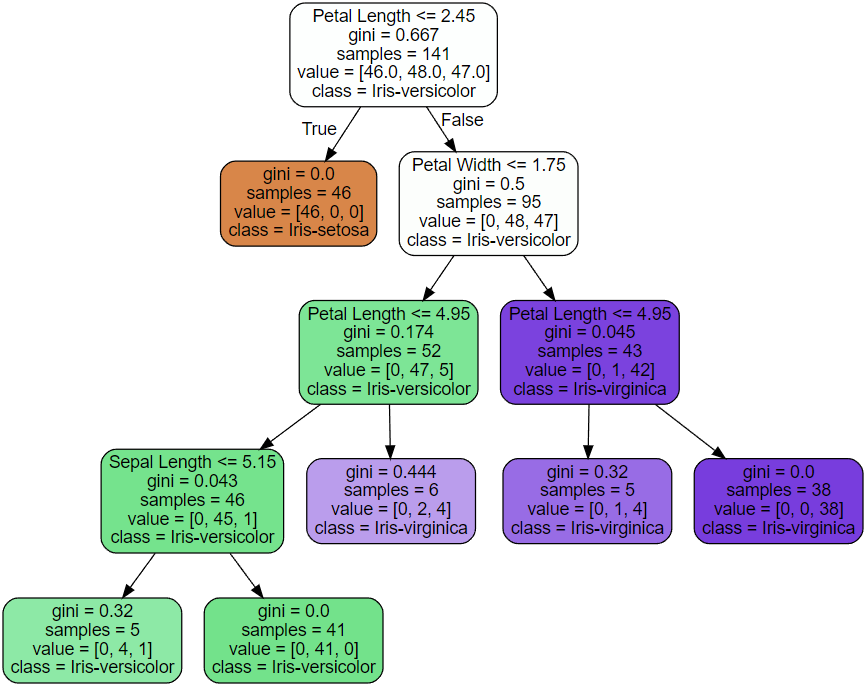 Petal Length <= 2.45
gini = 0.667
samples = 141
value = [46.0, 48.0, 47.0]
class = Iris-versicolor
True
False
gini = 0.0
samples = 46
value = [46, 0, 0]
class = Iris-setosa
Petal Width <= 1.75
gini = 0.5
samples = 95
value = [0, 48, 47]
class = Iris-versicolor
Petal Length <= 4.95
gini = 0.174
samples = 52
value = [0, 47, 5]
class = Iris-versicolor
Petal Length <= 4.95
gini = 0.045
samples = 43
value = [0, 1, 42]
class = Iris-virginica
Sepal Length <= 5.15
gini = 0.043
samples = 46
value = [0, 45, 1]
class = Iris-versicolor
gini = 0.444
samples = 6
value = [0, 2, 4]
class = Iris-virginica
gini = 0.32
samples = 5
value = [0, 1, 4]
class = Iris-virginica
gini = 0.0
samples = 38
value = [0, 0, 38]
class = Iris-virginica
gini = 0.32
samples = 5
value = [0, 4, 1]
class = Iris-versicolor
gini = 0.0
samples = 41
value = [0, 41, 0]
class = Iris-versicolor